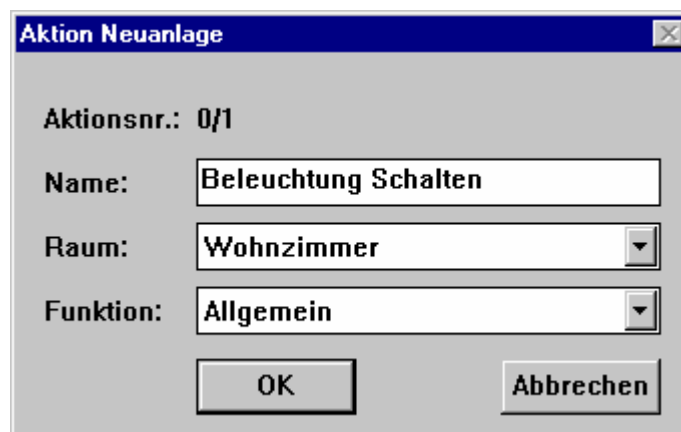 Aktion Neuanlage
Aktionsnr.: 0/1
Name: Beleuchtung Schalten
Raum: Wohnzimmer
Funktion: Allgemein
OK Abbrechen